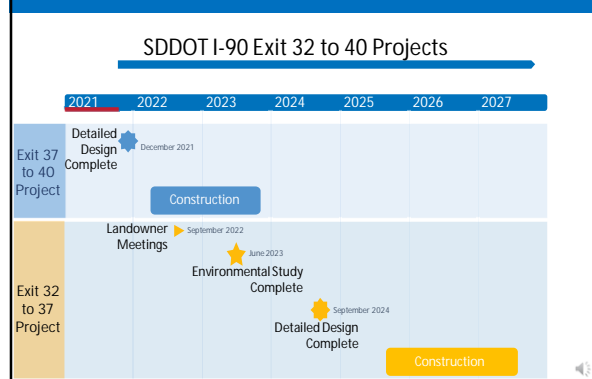 SDDOT I-90 Exit 32 to 40 Projects
2021 2022 2023 2024 2025 2026 2027
Exit 37
to 40
Project
Detailed
Design
Complete
December 2021
Construction
Exit 32
to 37
Project
Landowner
Meetings
September 2022
June 2023
Environmental Study
Complete
September 2024
Detailed Design
Complete
Construction